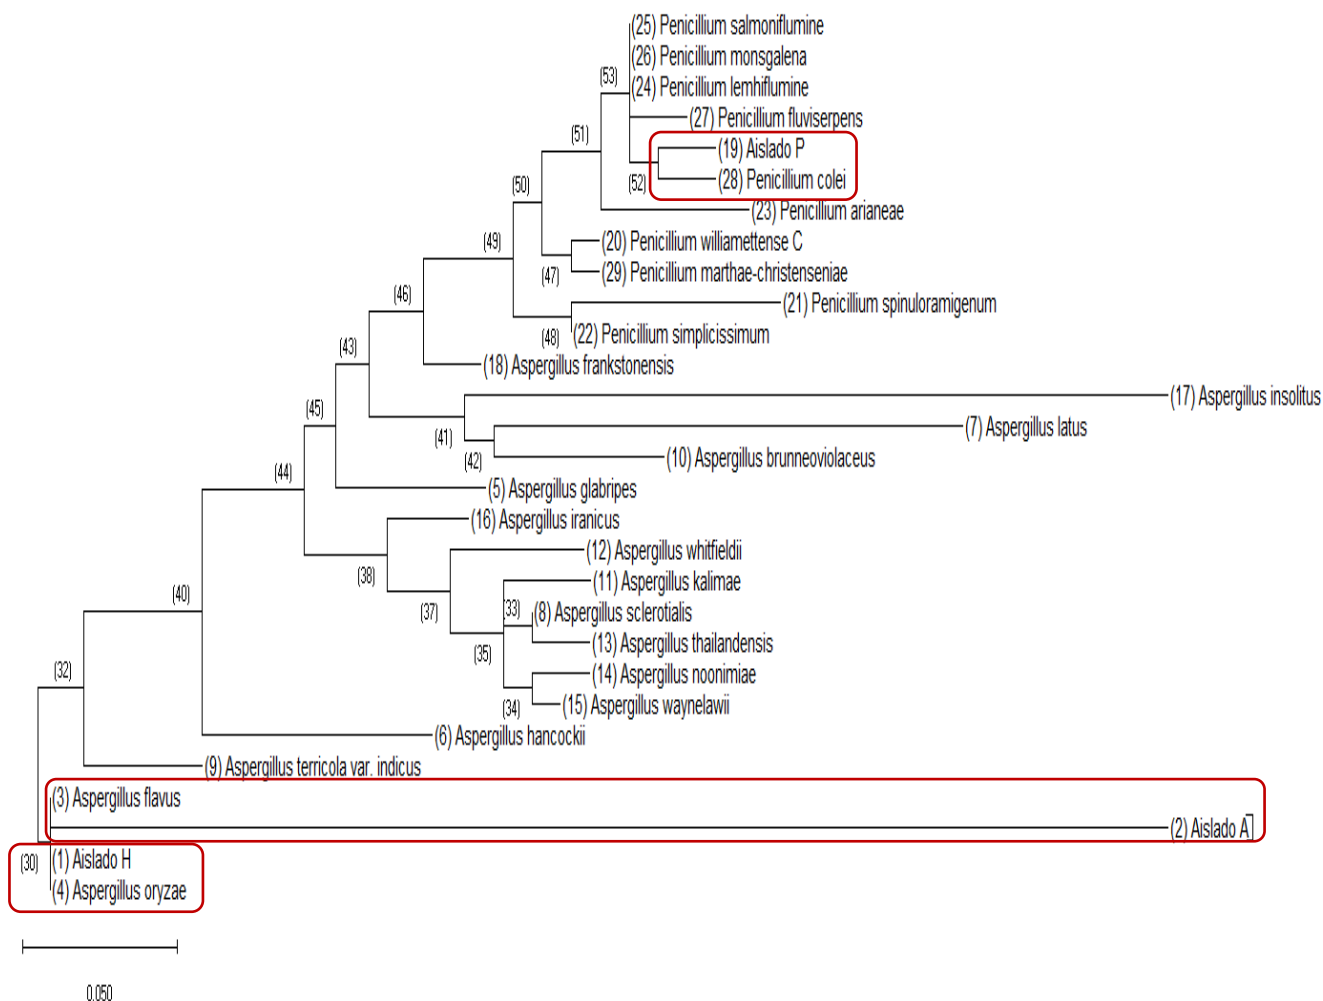 (25) Penicillium salmoniflumine
(26) Penicillium monsgalena
(53)
(24) Penicillium lemhiflumine
(27) Penicillium fluviserpens
(51)
(19) Aislado P
(52)
(28) Penicillium colei
(50)
(23) Penicillium arianeae
(49)
(20) Penicillium williamettense C
(47)
(29) Penicillium marthae-christenseniae
(46)
(21) Penicillium spinuloramigenum
(48)
(22) Penicillium simplicissimum
(43)
(18) Aspergillus frankstonensis
(17) Aspergillus insolitus
(45)
(7) Aspergillus latus
(41)
(42)
(10) Aspergillus brunneoviolaceus
(44)
(5) Aspergillus glabripes
(16) Aspergillus iranicus
(12) Aspergillus whitfieldii
(38)
(11) Aspergillus kalimae
(40)
(37)
(33)
(8) Aspergillus sclerotialis
(13) Aspergillus thailandensis
(35)
(32)
(14) Aspergillus noonimiae
(34)
(15) Aspergillus waynelawii
(6) Aspergillus hancockii
(9) Aspergillus terricola var. indicus
(3) Aspergillus flavus
(2) Aislado A
(30)
(1) Aislado H
(4) Aspergillus oryzae
0.050